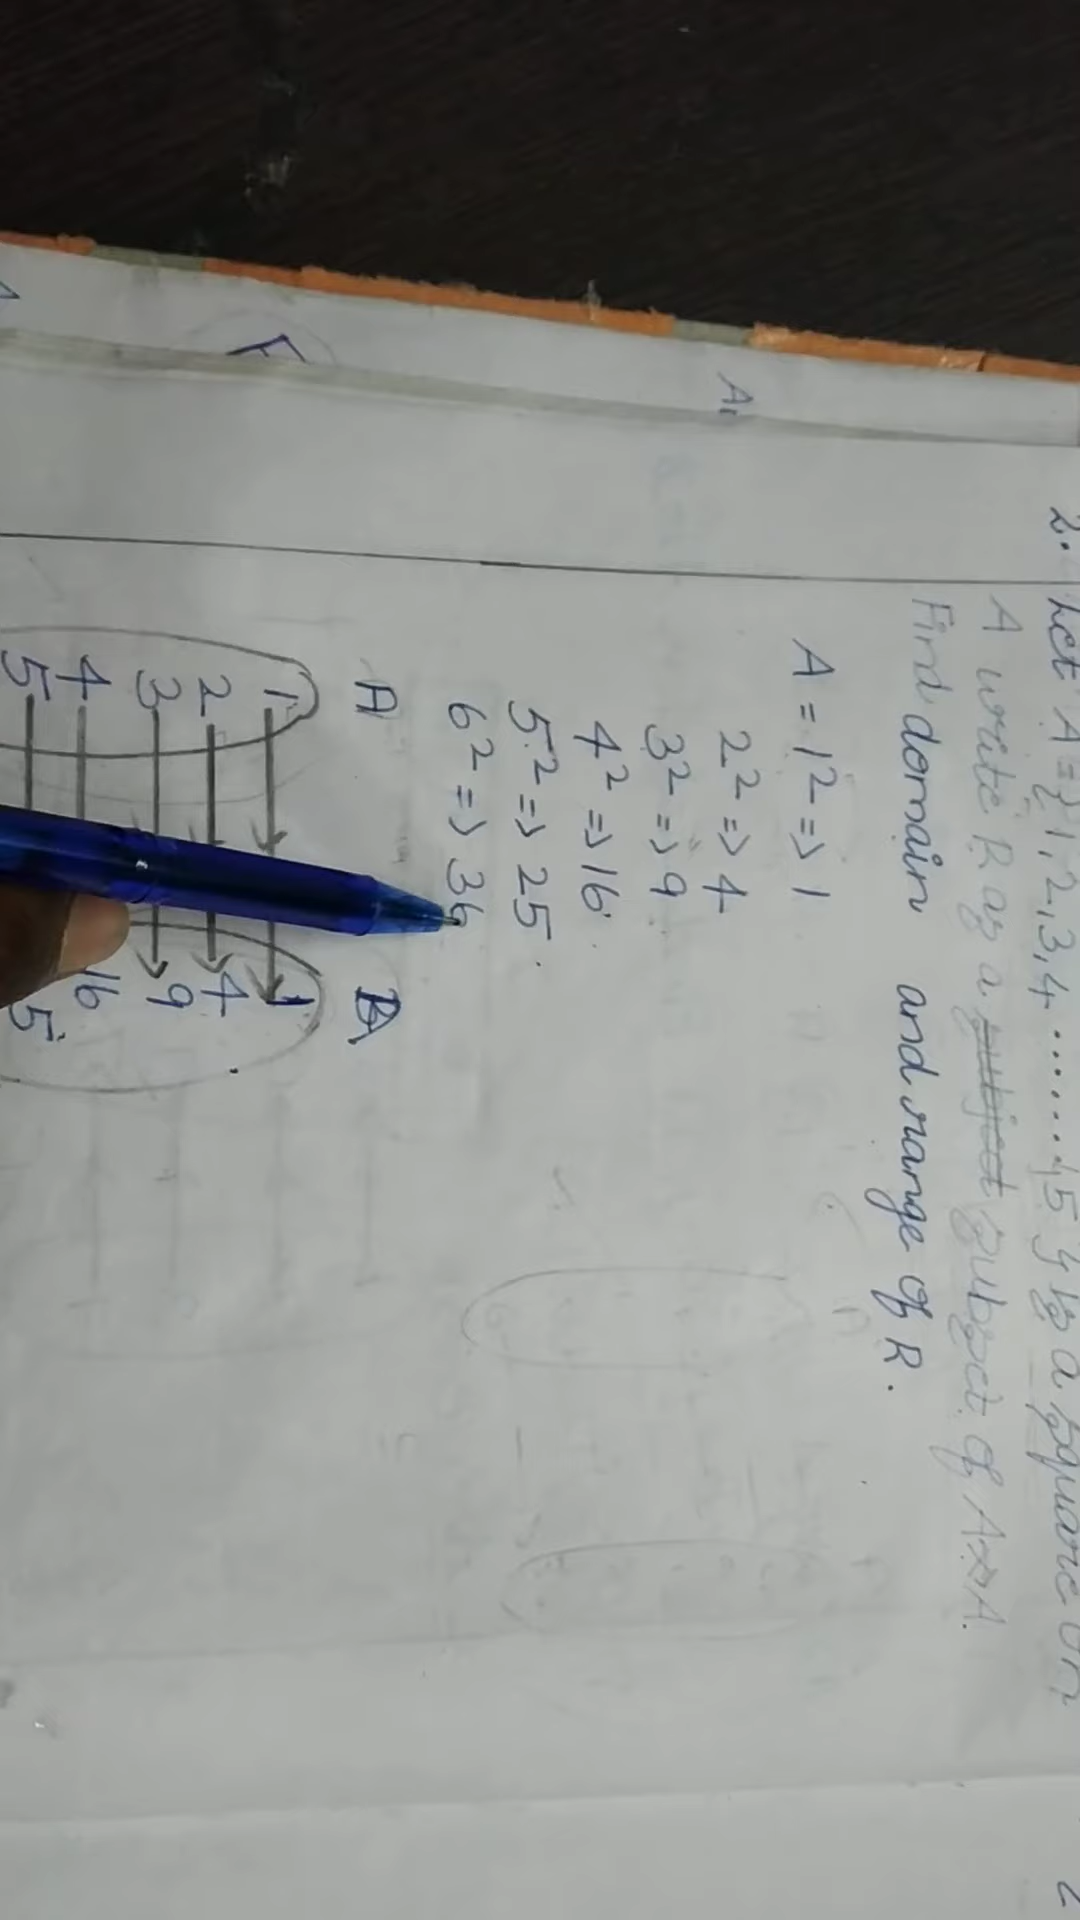 2. Let A = {1,2,3,4 ........45} is a square on
A write R as a subject subset of A×A.
Find domain and range of R.
A = 1² => 1
2² => 4
3² => 9
4² => 16
5² => 25
6² => 36
A
1 1
2 4
3 9
4 16
5 5